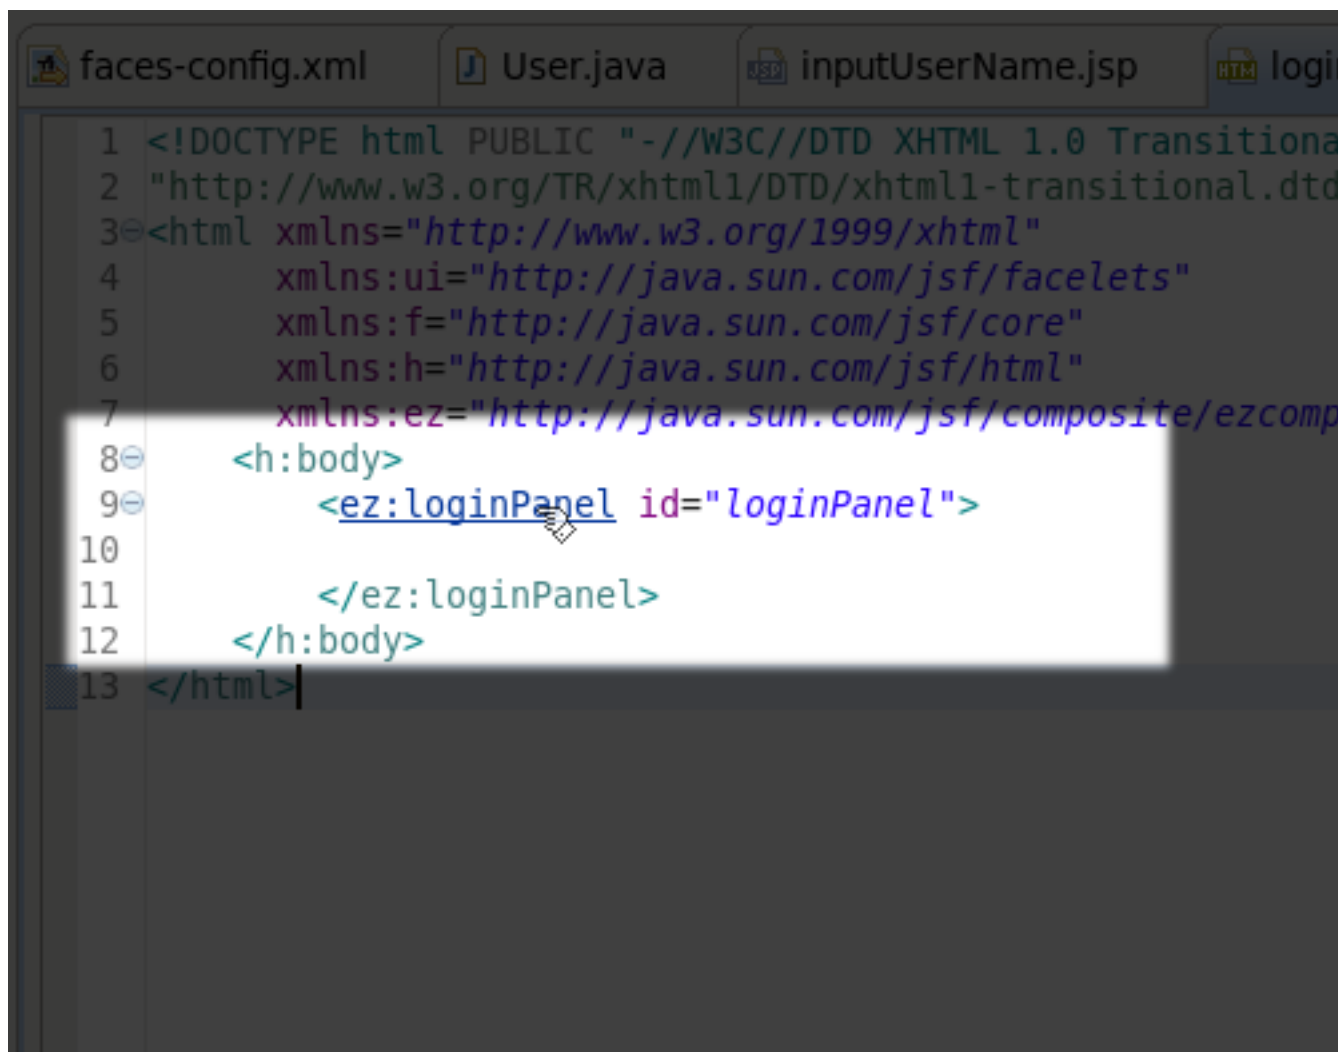 faces-config.xml User.java inputUserName.jsp
1 <!DOCTYPE html PUBLIC "-//W3C//DTD XHTML 1.0
2 "http://www.w3.org/TR/xhtml1/DTD/xhtml1-transitional.dtd
3 <html xmlns="http://www.w3.org/1999/xhtml"
4 xmlns:ui="http://java.sun.com/jsf/facelets"
5 xmlns:f="http://java.sun.com/jsf/core"
6 xmlns:h="http://java.sun.com/jsf/html"
7 xmlns:ez="http://java.sun.com/jsf/composite/ezcomp
8 <h:body>
9 <ez:loginPanel id="loginPanel">
10
11 </ez:loginPanel>
12 </h:body>
13 </html>